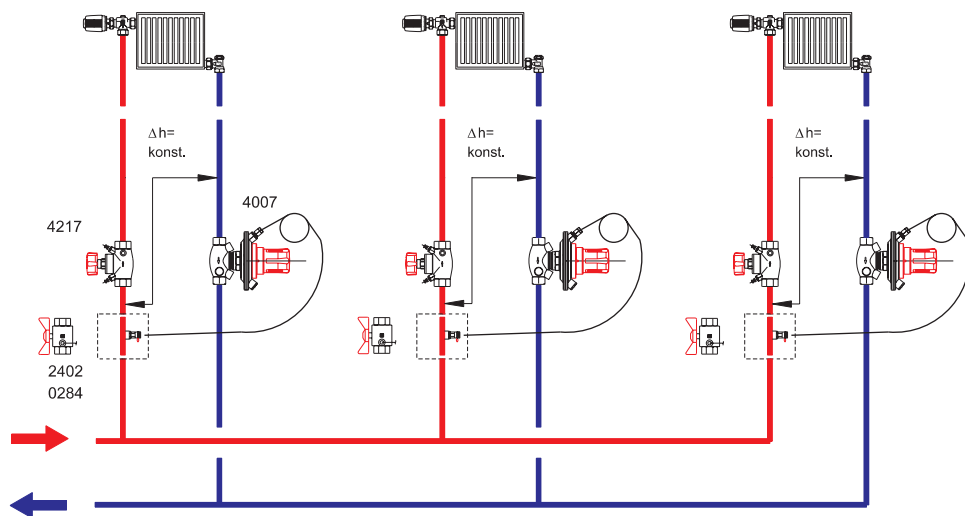 Δh=
konst.
Δh=
konst.
Δh=
konst.
4007
4217
2402
0284